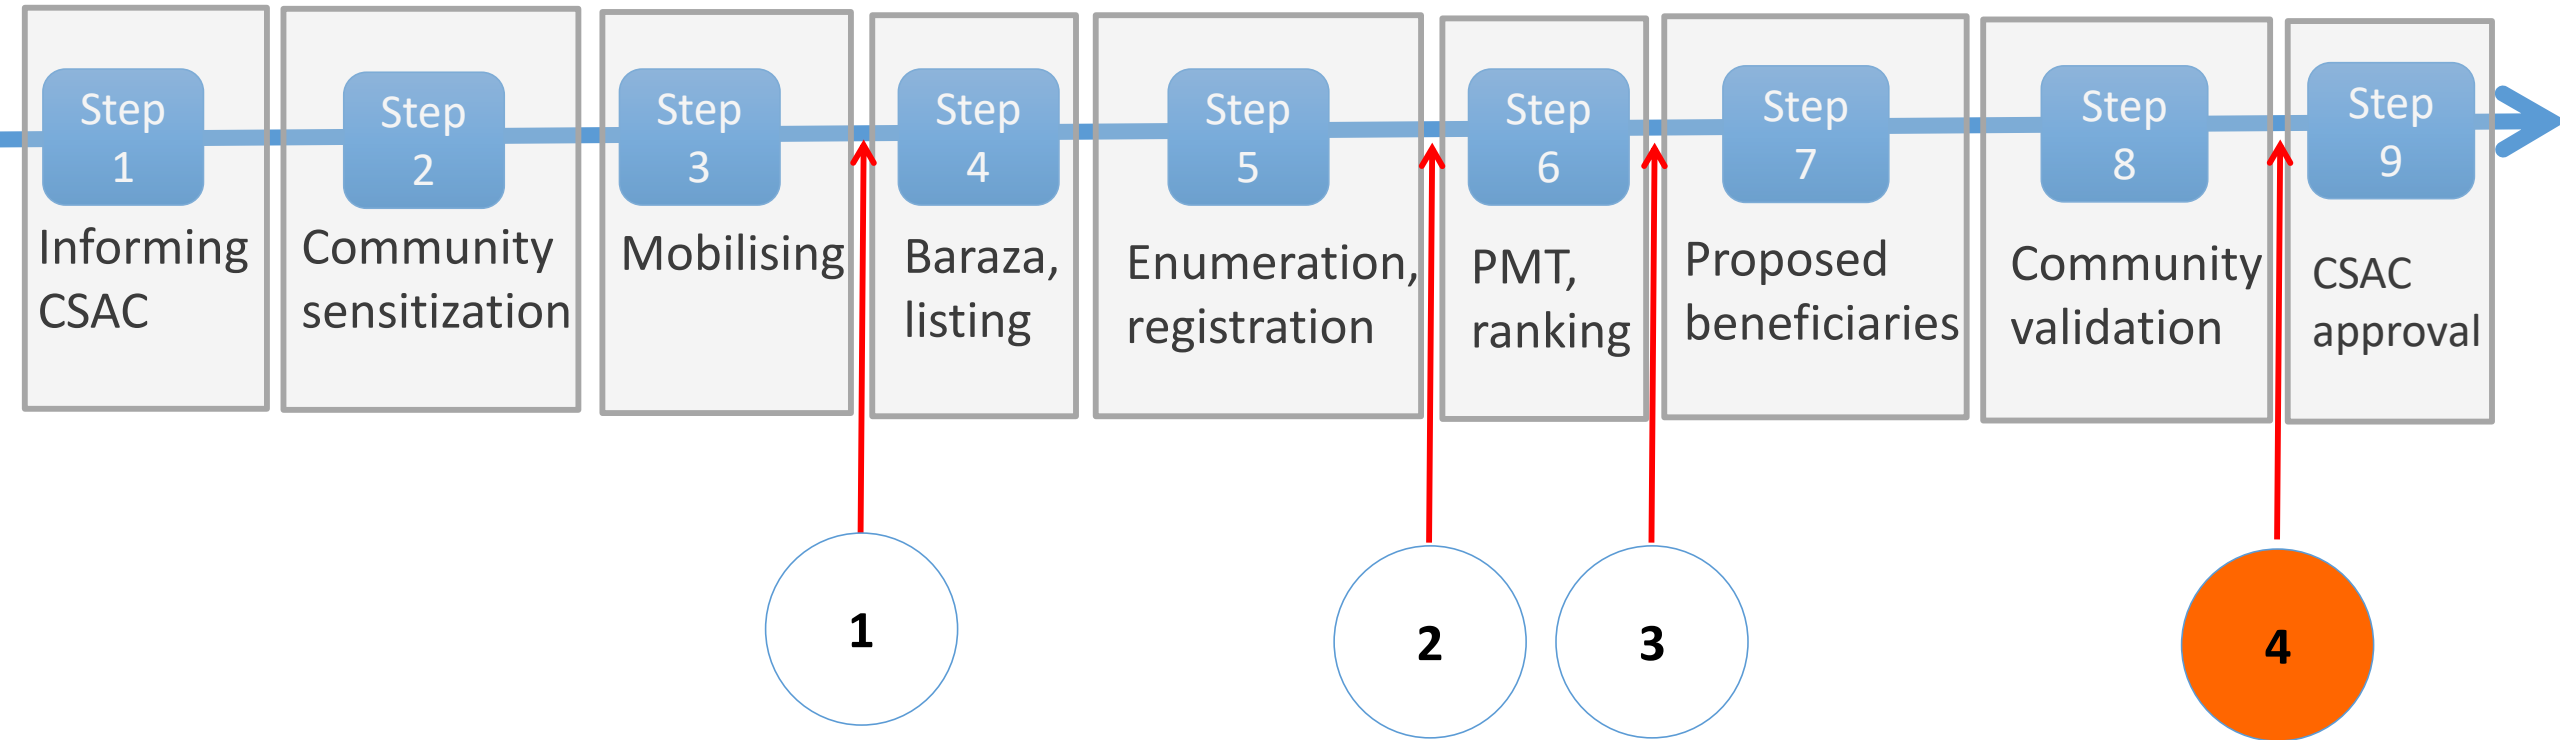 Step
1
Informing
CSAC
Step
2
Community
sensitization
Step
3
Mobilising
Step
4
Baraza,
listing
Step
5
Enumeration,
registration
Step
6
PMT,
ranking
Step
7
Proposed
beneficiaries
Step
8
Community
validation
Step
9
CSAC
approval
1
2
3
4